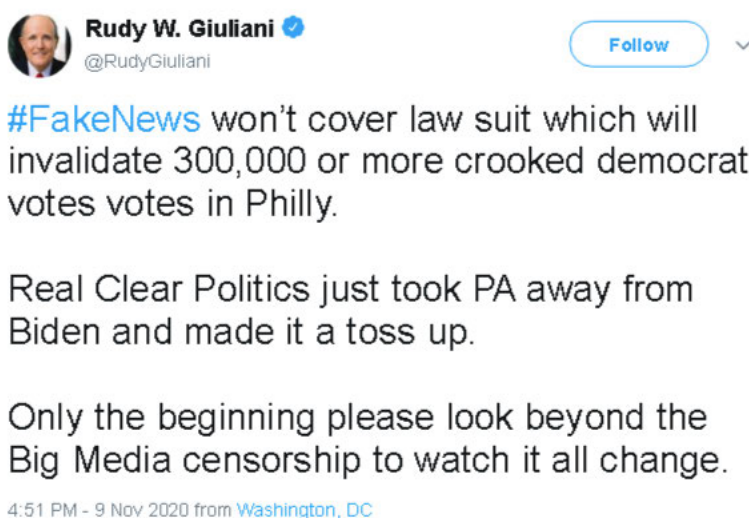 Rudy W. Giuliani
@RudyGiuliani
Follow
#FakeNews won't cover law suit which will
invalidate 300,000 or more crooked democrat
votes votes in Philly.
Real Clear Politics just took PA away from
Biden and made it a toss up.
Only the beginning please look beyond the
Big Media censorship to watch it all change.
4:51 PM - 9 Nov 2020 from Washington, DC